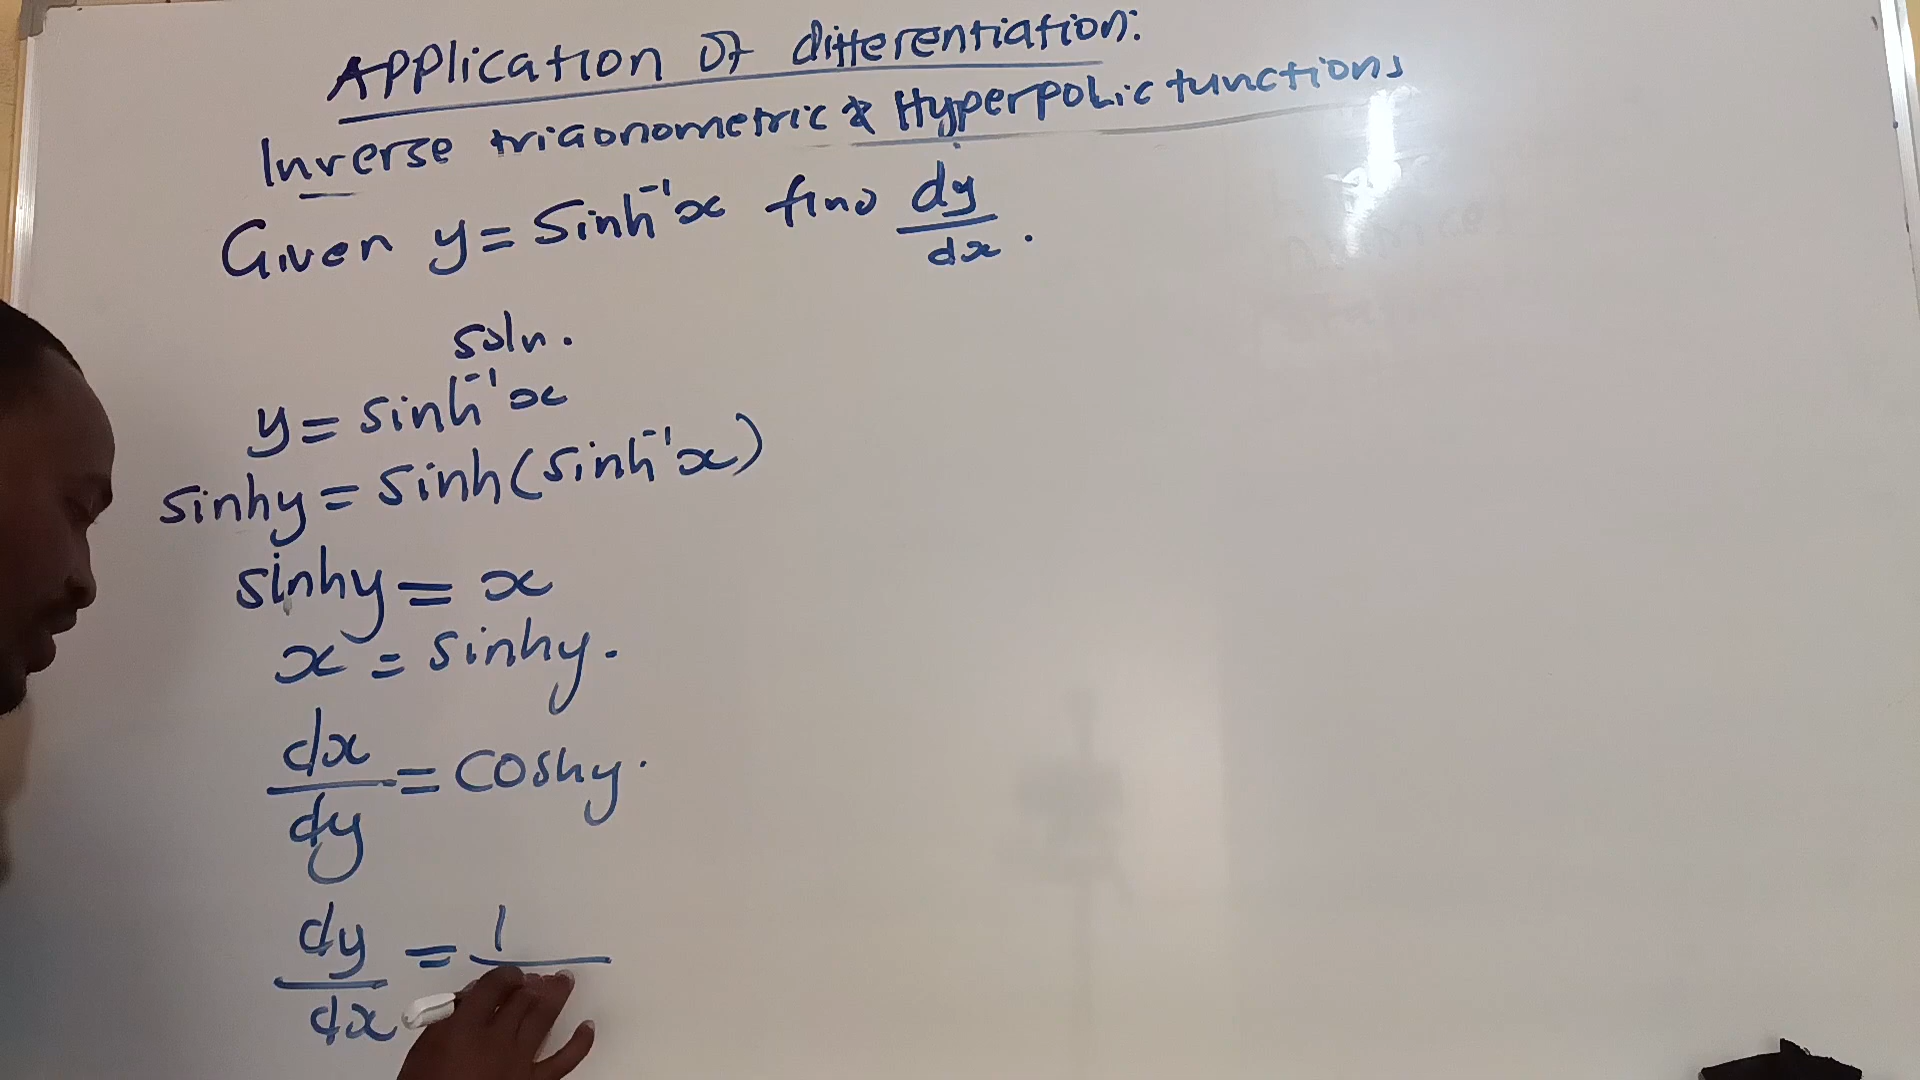 Application of differentiation:
Inverse trigonometric & Hyperpolic functions
Given y = Sinh⁻¹x find dy/dx.
soln.
y = sinh⁻¹x
sinhy = sinh(sinh⁻¹x)
sinhy = x
x = sinhy.
dx/dy = coshy.
dy/dx = 1/